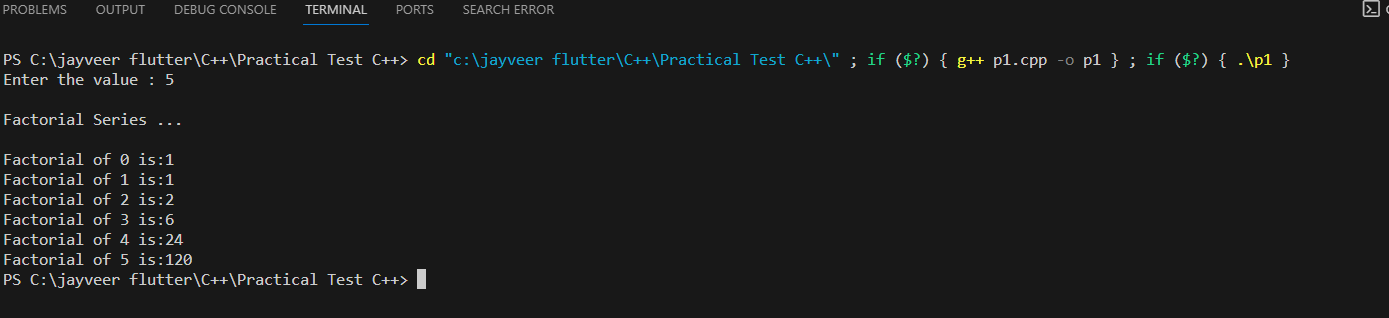 PROBLEMS OUTPUT DEBUG CONSOLE TERMINAL PORTS SEARCH ERROR
PS C:\jayveer flutter\C++\Practical Test C++> cd "c:\jayveer flutter\C++\Practical Test C++\" ; if ($?) { g++ p1.cpp -o p1 } ; if ($?) { .\p1 }
Enter the value : 5
Factorial Series ...
Factorial of 0 is:1
Factorial of 1 is:1
Factorial of 2 is:2
Factorial of 3 is:6
Factorial of 4 is:24
Factorial of 5 is:120
PS C:\jayveer flutter\C++\Practical Test C++>